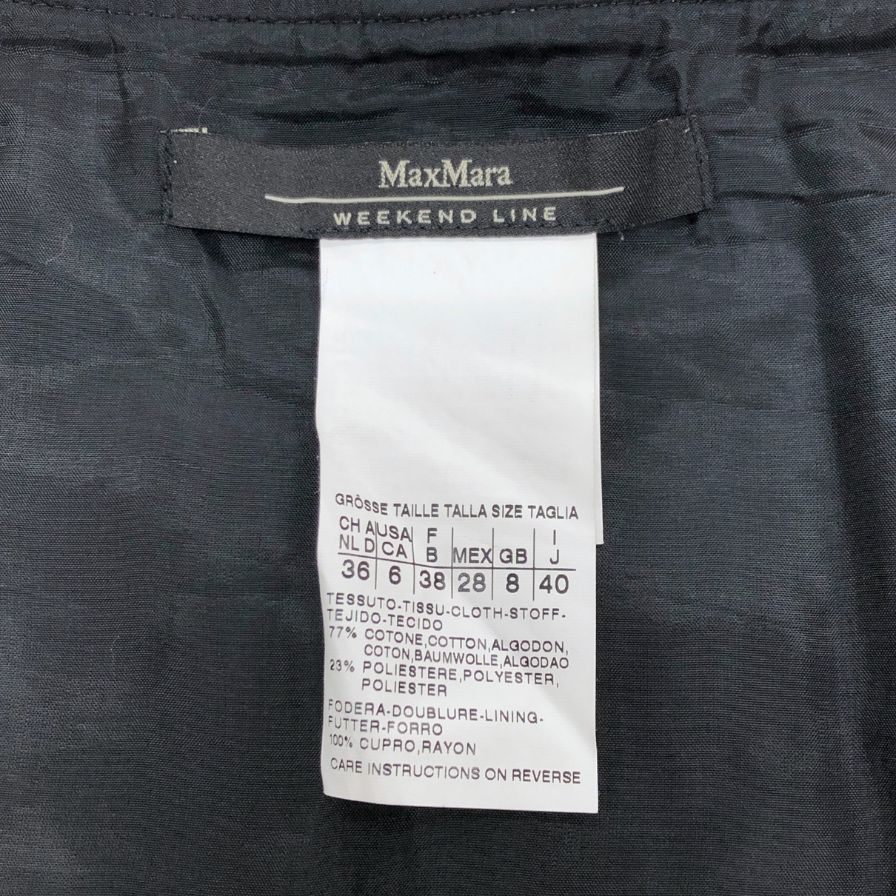 MaxMara
WEEKEND LINE
GRÖSSE TAILLE TALLA SIZE TAGLIA
CH A USA F I
NL D CA B MEX GB J
36 6 38 28 8 40
TESSUTO-TISSU-CLOTH-STOFF-
TEJIDO-TECIDO
77% COTONE,COTTON,ALGODON,
COTON,BAUMWOLLE,ALGODAO
23% POLIESTERE,POLYESTER,
POLIESTER
FODERA-DOUBLURE-LINING-
FUTTER-FORRO
100% CUPRO,RAYON
CARE INSTRUCTIONS ON REVERSE